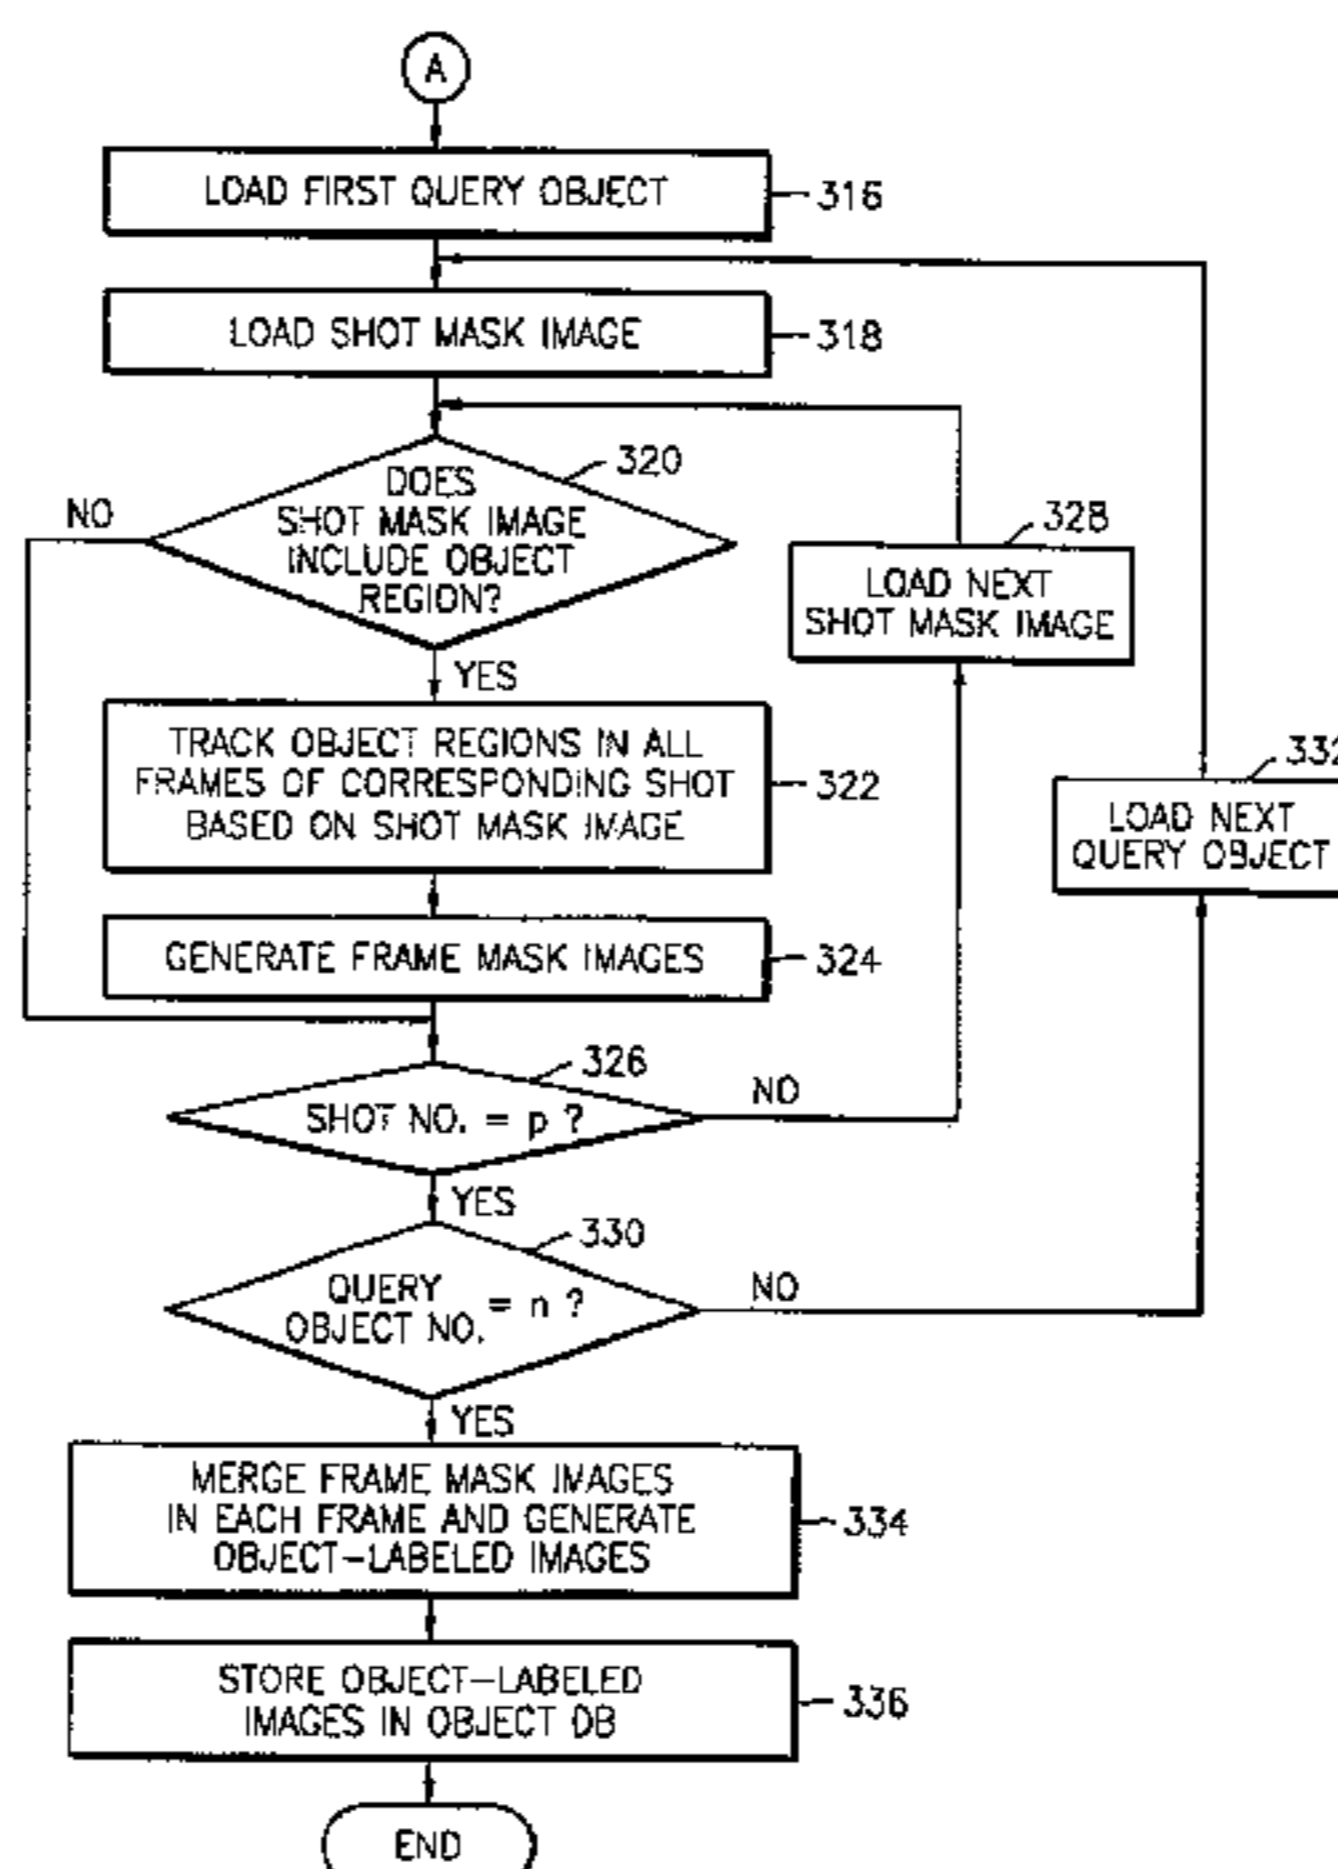 A
LOAD FIRST QUERY OBJECT
316
LOAD SHOT MASK IMAGE
318
320
DOES
SHOT MASK IMAGE
INCLUDE OBJECT
REGION?
NO
YES
328
LOAD NEXT
SHOT MASK IMAGE
TRACK OBJECT REGIONS IN ALL
FRAMES OF CORRESPONDING SHOT
BASED ON SHOT MASK IMAGE
322
332
LOAD NEXT
QUERY OBJECT
GENERATE FRAME MASK IMAGES
324
326
SHOT NO. = p ?
NO
YES
330
QUERY
OBJECT NO. = n ?
NO
YES
MERGE FRAME MASK IMAGES
IN EACH FRAME AND GENERATE
OBJECT-LABELED IMAGES
334
STORE OBJECT-LABELED
IMAGES IN OBJECT DB
336
END